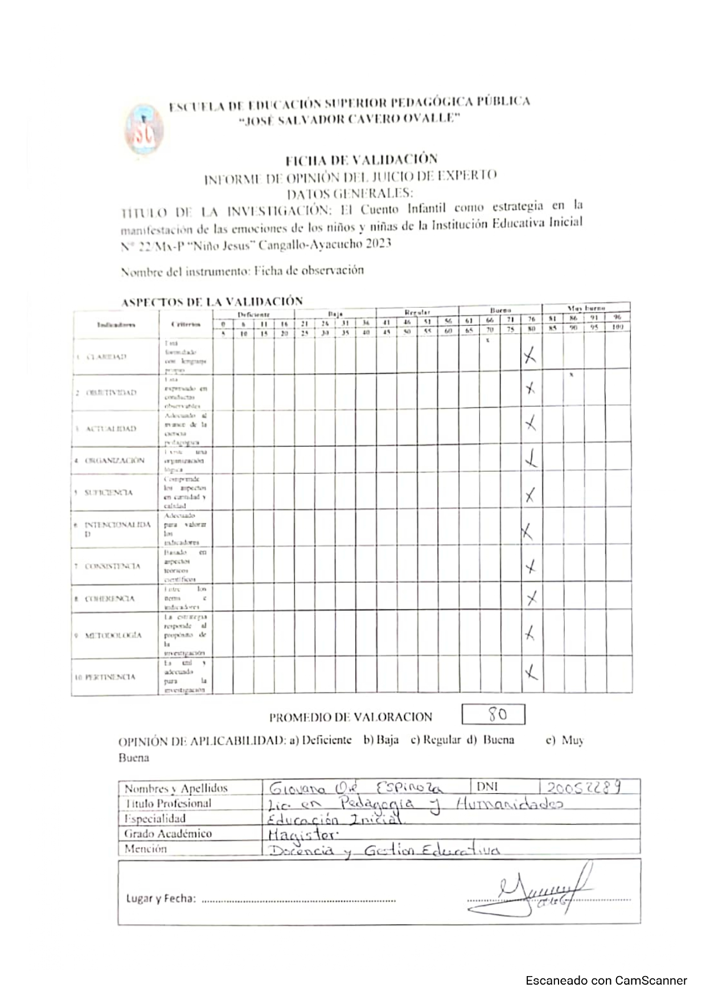 ESCUELA DE EDUCACIÓN SUPERIOR PEDAGÓGICA PÚBLICA
"JOSÉ SALVADOR CAVERO OVALLE"
FICHA DE VALIDACIÓN
INFORME DE OPINIÓN DEL JUICIO DE EXPERTO
DATOS GENERALES:
TÍTULO DE LA INVESTIGACIÓN: El Cuento Infantil como estrategia en la
manifestación de las emociones de los niños y niñas de la Institución Educativa Inicial
N° 22/Mx-P "Niño Jesus" Cangallo-Ayacucho 2023
Nombre del instrumento: Ficha de observación
ASPECTOS DE LA VALIDACIÓN
Indicadores Criterios Deficiente Baja Regular Bueno Muy bueno
0 6 11 16 21 26 31 36 41 46 51 56 61 66 71 76 81 86 91 96
5 10 15 20 25 30 35 40 45 50 55 60 65 70 75 80 85 90 95 100
1 CLARIDAD
Está
formulado
con lenguaje
propio
x
X
2 OBJETIVIDAD
Está
expresado en
conductas
observables
X
x
3 ACTUALIDAD
Adecuado al
avance de la
ciencia
pedagógica
X
4 ORGANIZACIÓN
Existe una
organización
lógica
X
5 SUFICIENCIA
Comprende
los aspectos
en cantidad y
calidad
X
6 INTENCIONALIDA
D
Adecuado
para valorar
los
indicadores
X
7 CONSISTENCIA
Basado en
aspectos
teóricos
científicos
X
8 COHERENCIA
Entre los
items e
indicadores
X
9 METODOLOGÍA
La estrategia
responde al
propósito de
la
investigación
X
10 PERTINENCIA
Es util y
adecuado
para la
investigación
X
PROMEDIO DE VALORACION 80
OPINIÓN DE APLICABILIDAD: a) Deficiente b) Baja c) Regular d) Buena e) Muy
Buena
Nombres y Apellidos Giovana Oré Espinoza DNI 20052289
Título Profesional Lic. en Pedagogia y Humanidades
Especialidad Educación Inicial.
Grado Académico Magister.
Mención Docencia y Gestion Educativa
Lugar y Fecha: ..............................
Escaneado con CamScanner